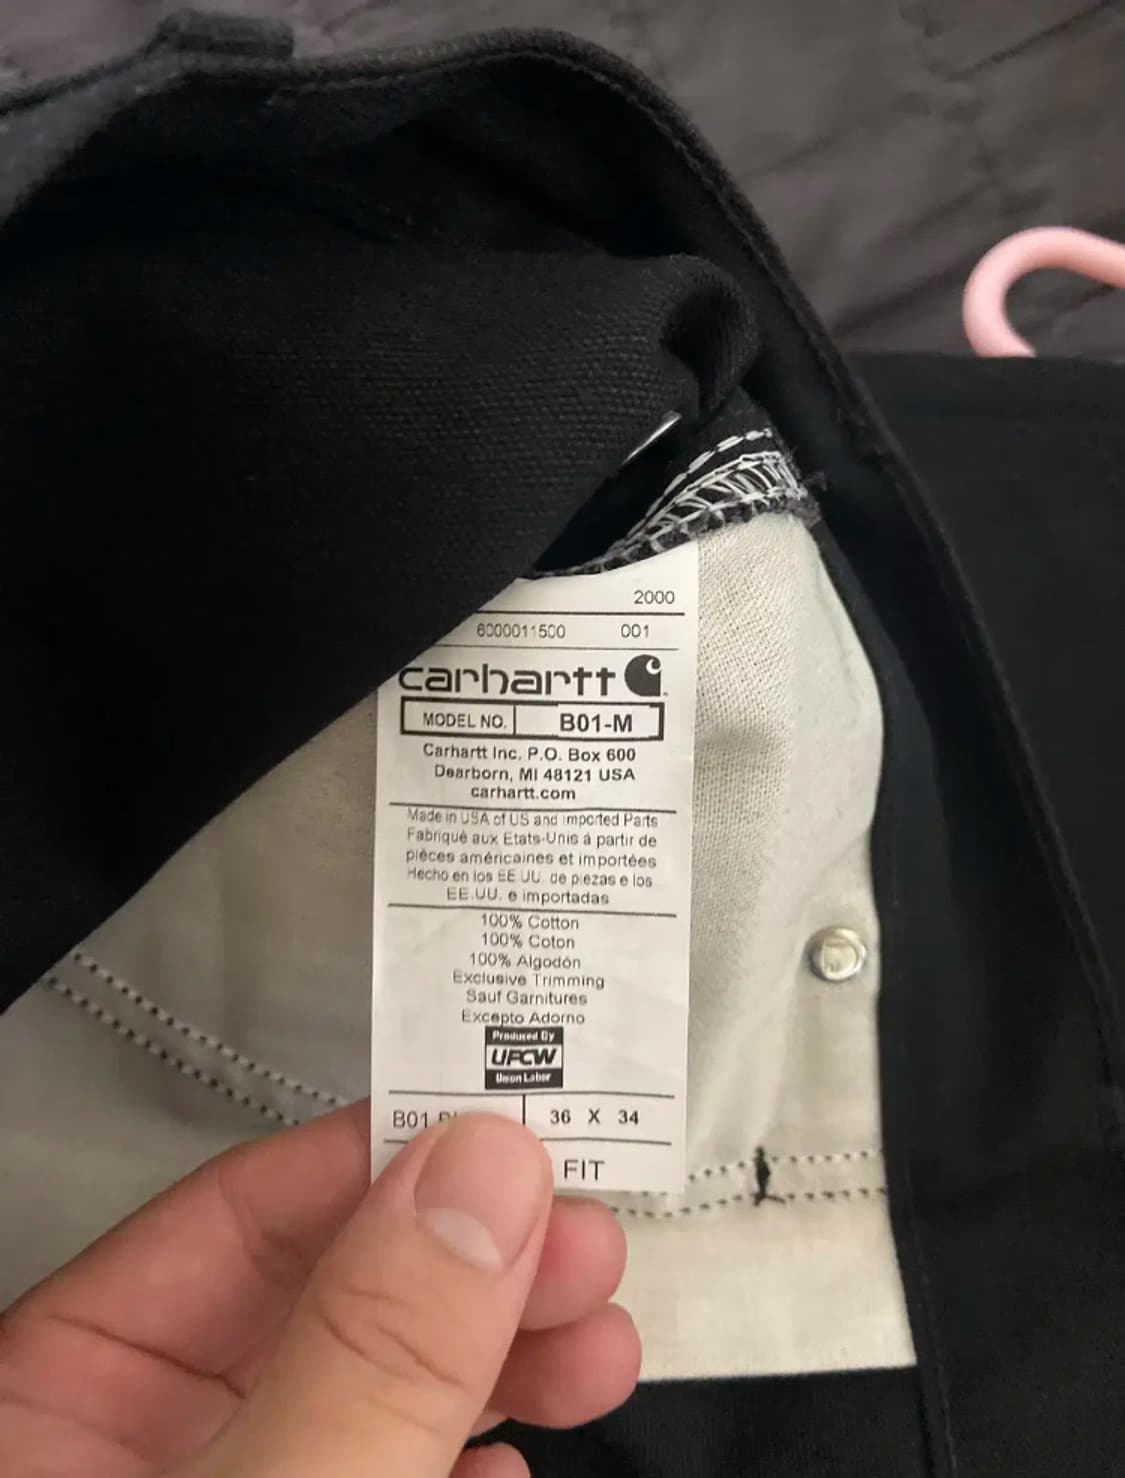 2000
6000011500 001
carhartt
MODEL NO. B01-M
Carhartt Inc. P.O. Box 600
Dearborn, MI 48121 USA
carhartt.com
Made in USA of US and imported Parts
Fabriqué aux Etats-Unis á partir de
pièces américaines et importées
Hecho en los EE UU. de piezas e los
EE.UU. e importadas
100% Cotton
100% Coton
100% Algodón
Exclusive Trimming
Sauf Garnitures
Excepto Adorno
Produced By
UFCW
Union Labor
B01 36 X 34
FIT